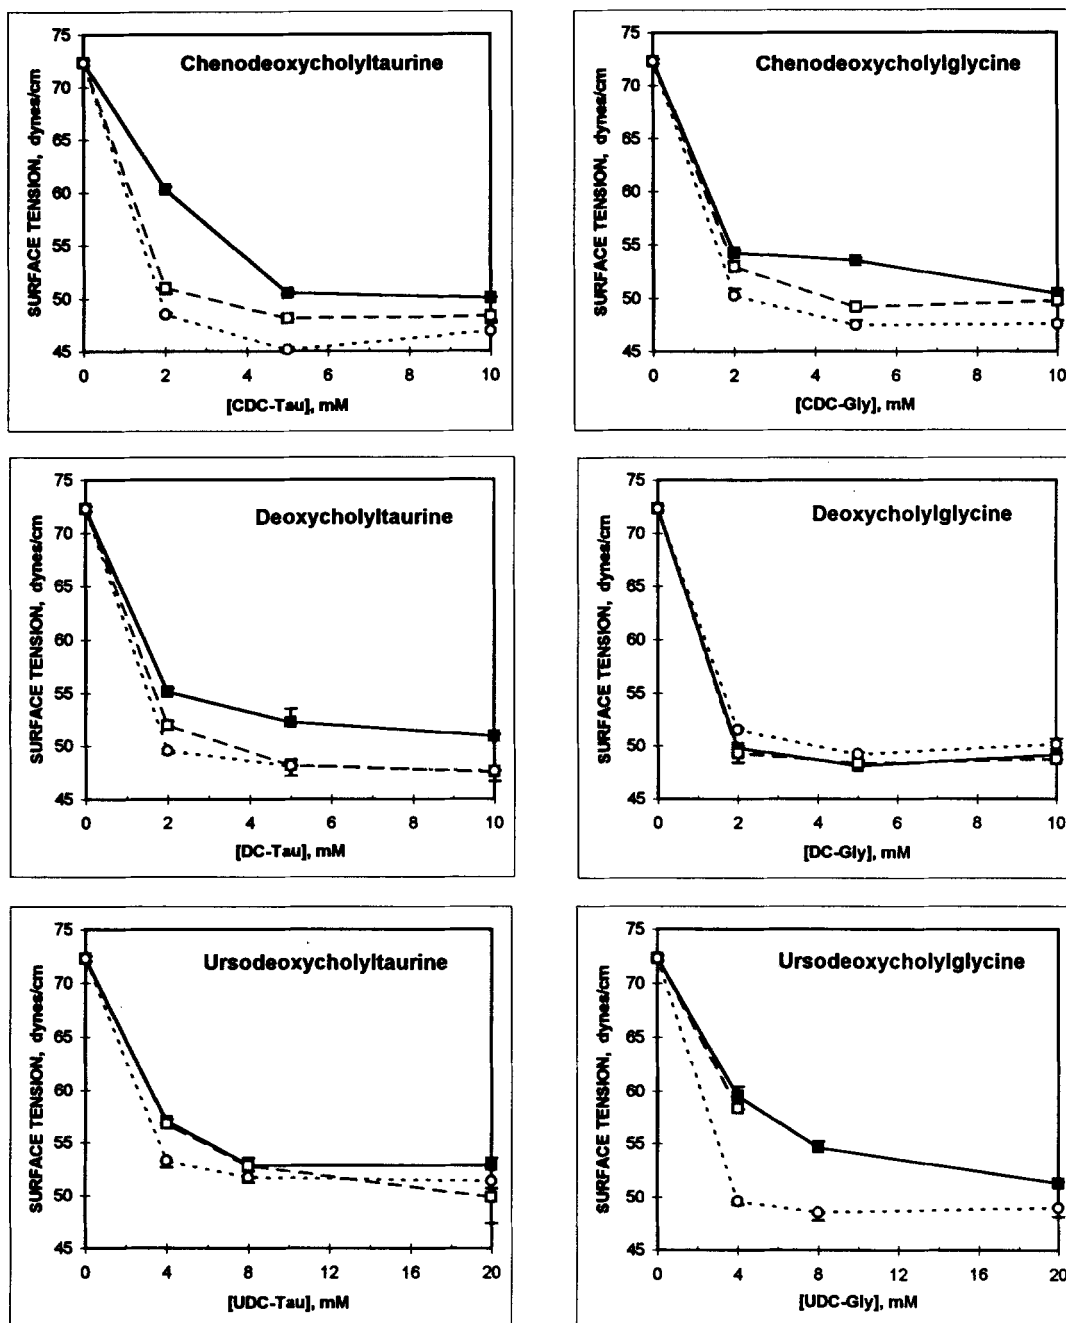 Chenodeoxycholyltaurine
SURFACE TENSION, dynes/cm
75
70
65
60
55
50
45
0 2 4 6 8 10
[CDC-Tau], mM
Chenodeoxycholylglycine
SURFACE TENSION, dynes/cm
75
70
65
60
55
50
45
0 2 4 6 8 10
[CDC-Gly], mM
Deoxycholyltaurine
SURFACE TENSION, dynes/cm
75
70
65
60
55
50
45
0 2 4 6 8 10
[DC-Tau], mM
Deoxycholylglycine
SURFACE TENSION, dynes/cm
75
70
65
60
55
50
45
0 2 4 6 8 10
[DC-Gly], mM
Ursodeoxycholyltaurine
SURFACE TENSION, dynes/cm
75
70
65
60
55
50
45
0 4 8 12 16 20
[UDC-Tau], mM
Ursodeoxycholylglycine
SURFACE TENSION, dynes/cm
75
70
65
60
55
50
45
0 4 8 12 16 20
[UDC-Gly], mM